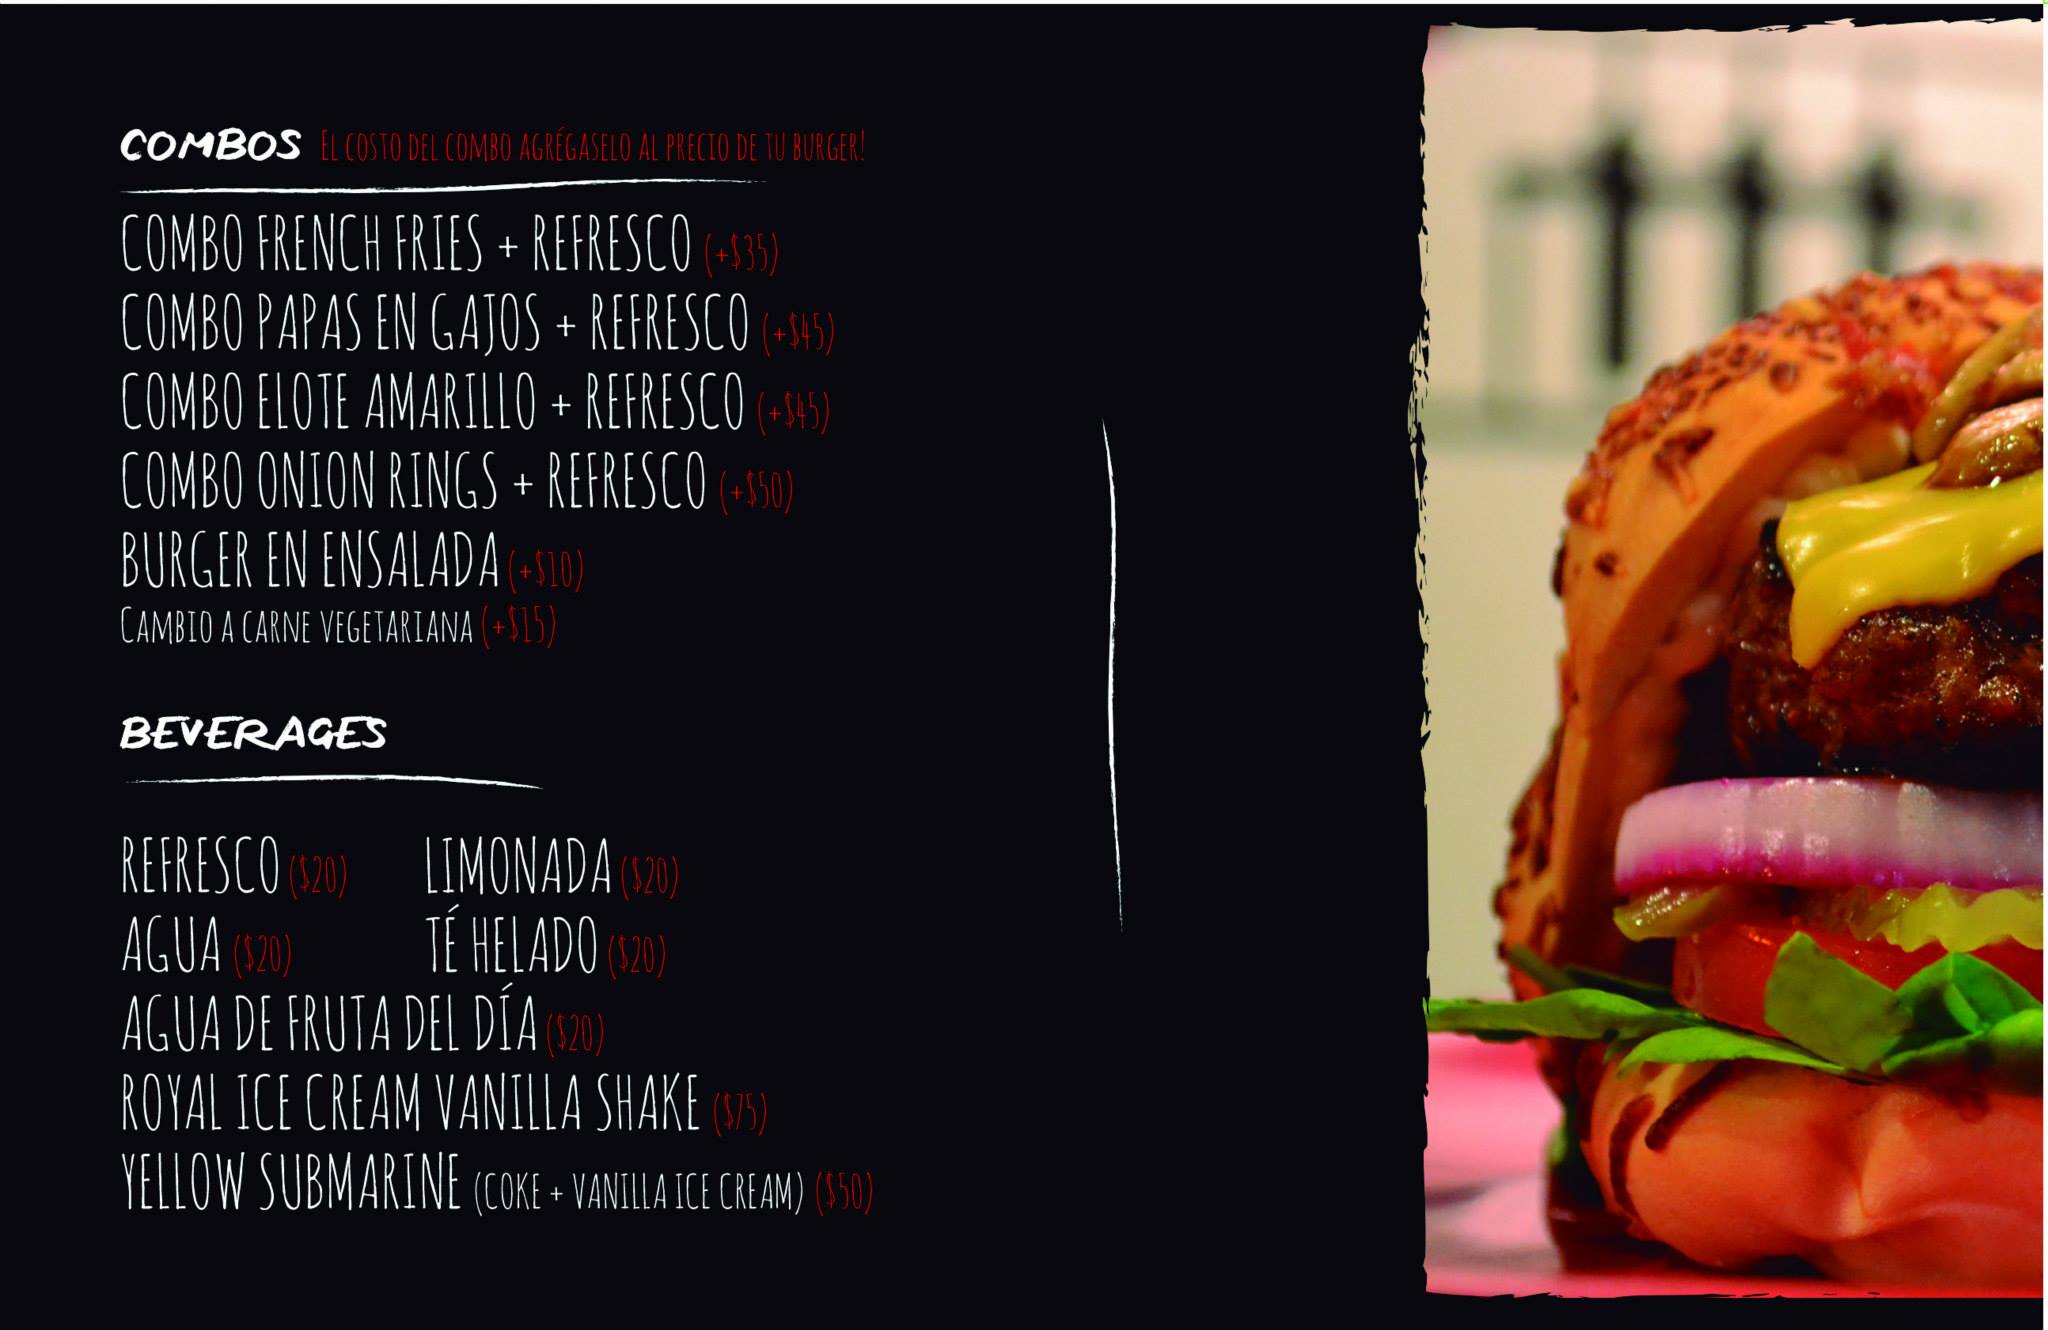 COMBOS EL COSTO DEL COMBO AGRÉGASELO AL PRECIO DE TU BURGER!
COMBO FRENCH FRIES + REFRESCO (+$35)
COMBO PAPAS EN GAJOS + REFRESCO (+$45)
COMBO ELOTE AMARILLO + REFRESCO (+$45)
COMBO ONION RINGS + REFRESCO (+$50)
BURGER EN ENSALADA (+$10)
CAMBIO A CARNE VEGETARIANA (+$15)
BEVERAGES
REFRESCO ($20) LIMONADA ($20)
AGUA ($20) TÉ HELADO ($20)
AGUA DE FRUTA DEL DÍA ($20)
ROYAL ICE CREAM VANILLA SHAKE ($75)
YELLOW SUBMARINE (COKE + VANILLA ICE CREAM) ($50)